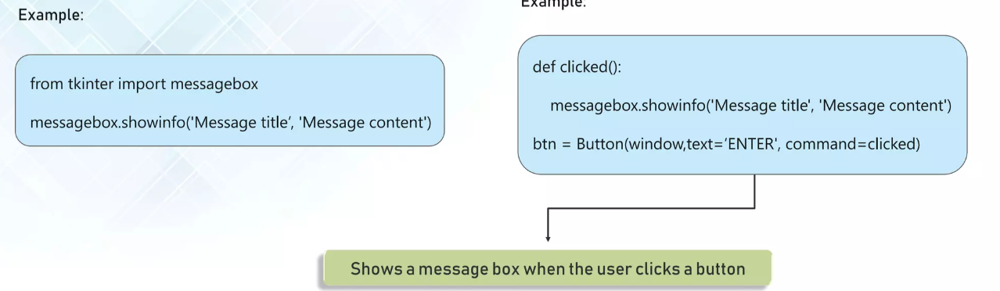 Example:
from tkinter import messagebox
messagebox.showinfo('Message title‘, 'Message content')
Example:
def clicked():
messagebox.showinfo('Message title', 'Message content')
btn = Button(window,text=‘ENTER', command=clicked)
Shows a message box when the user clicks a button